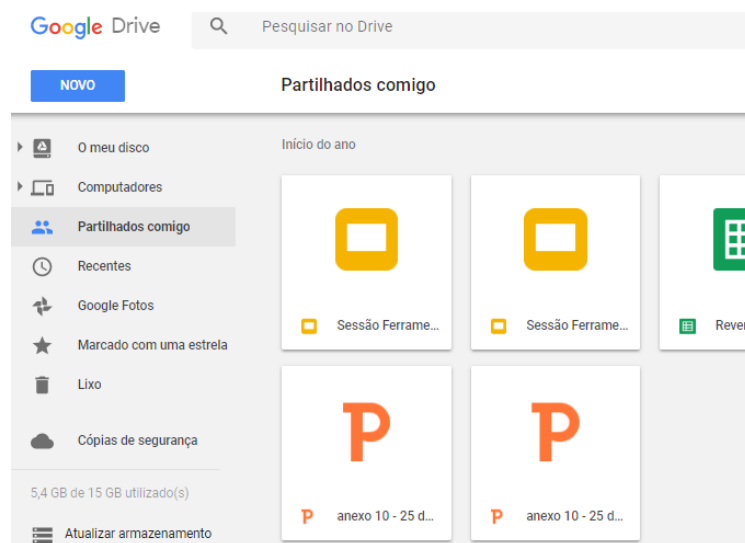 Google Drive
Pesquisar no Drive
NOVO
Partilhados comigo
O meu disco
Computadores
Partilhados comigo
Recentes
Google Fotos
Marcado com uma estrela
Lixo
Cópias de segurança
5,4 GB de 15 GB utilizado(s)
Atualizar armazenamento
Início do ano
Sessão Ferrame...
Sessão Ferrame...
Rever
anexo 10 - 25 d...
anexo 10 - 25 d...